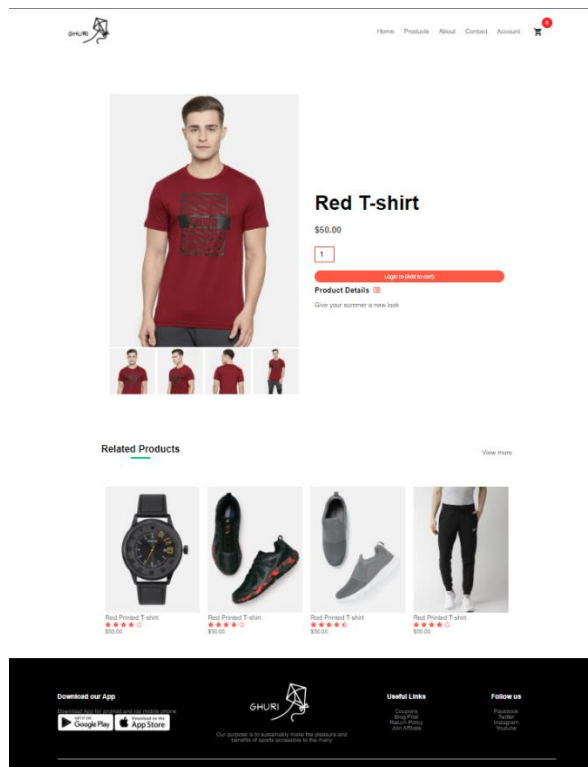 GHURI
Home Products About Contact Account
0
Red T-shirt
$50.00
1
Login to (Add to cart)
Product Details
Give your summer a new look
Related Products
View more
Red Printed T-shirt
$50.00
Red Printed T-shirt
$50.00
Red Printed T-shirt
$50.00
Red Printed T-shirt
$50.00
Download our App
Download App for android and ios mobile phone
GET IT ON
Google Play
Download on the
App Store
GHURI
Our purpose is to sustainably make the pleasure and
benefits of sports accessible to the many
Useful Links
Coupons
Blog Post
Return Policy
Join Affiliate
Follow us
Facebook
Twitter
Instagram
Youtube